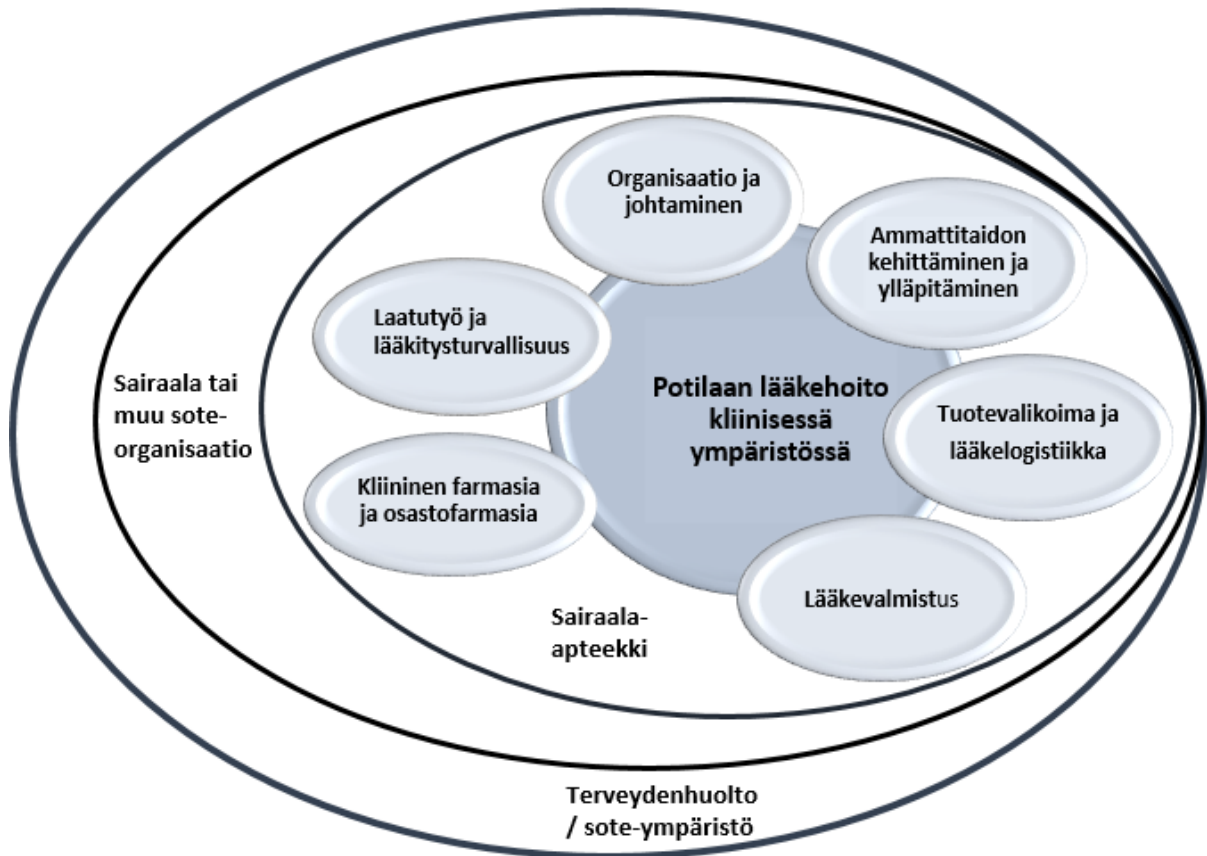 Organisaatio ja
johtaminen
Ammattitaidon
kehittäminen ja
ylläpitäminen
Laatutyö ja
lääkitysturvallisuus
Sairaala tai
muu sote-
organisaatio
Potilaan lääkehoito
kliinisessä
ympäristössä
Tuotevalikoima ja
lääkelogistiikka
Kliininen farmasia
ja osastofarmasia
Lääkevalmistus
Sairaala-
apteekki
Terveydenhuolto
/ sote-ympäristö